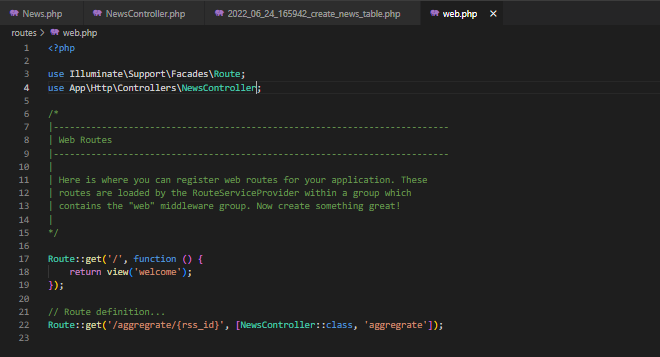 News.php NewsController.php 2022_06_24_165942_create_news_table.php web.php
routes > web.php
1 <?php
2
3 use Illuminate\Support\Facades\Route;
4 use App\Http\Controllers\NewsController;
5
6 /*
7 |--------------------------------------------------------------------------
8 | Web Routes
9 |--------------------------------------------------------------------------
10 |
11 | Here is where you can register web routes for your application. These
12 | routes are loaded by the RouteServiceProvider within a group which
13 | contains the "web" middleware group. Now create something great!
14 |
15 */
16
17 Route::get('/', function () {
18 return view('welcome');
19 });
20
21 // Route definition...
22 Route::get('/aggregrate/{rss_id}', [NewsController::class, 'aggregrate']);
23